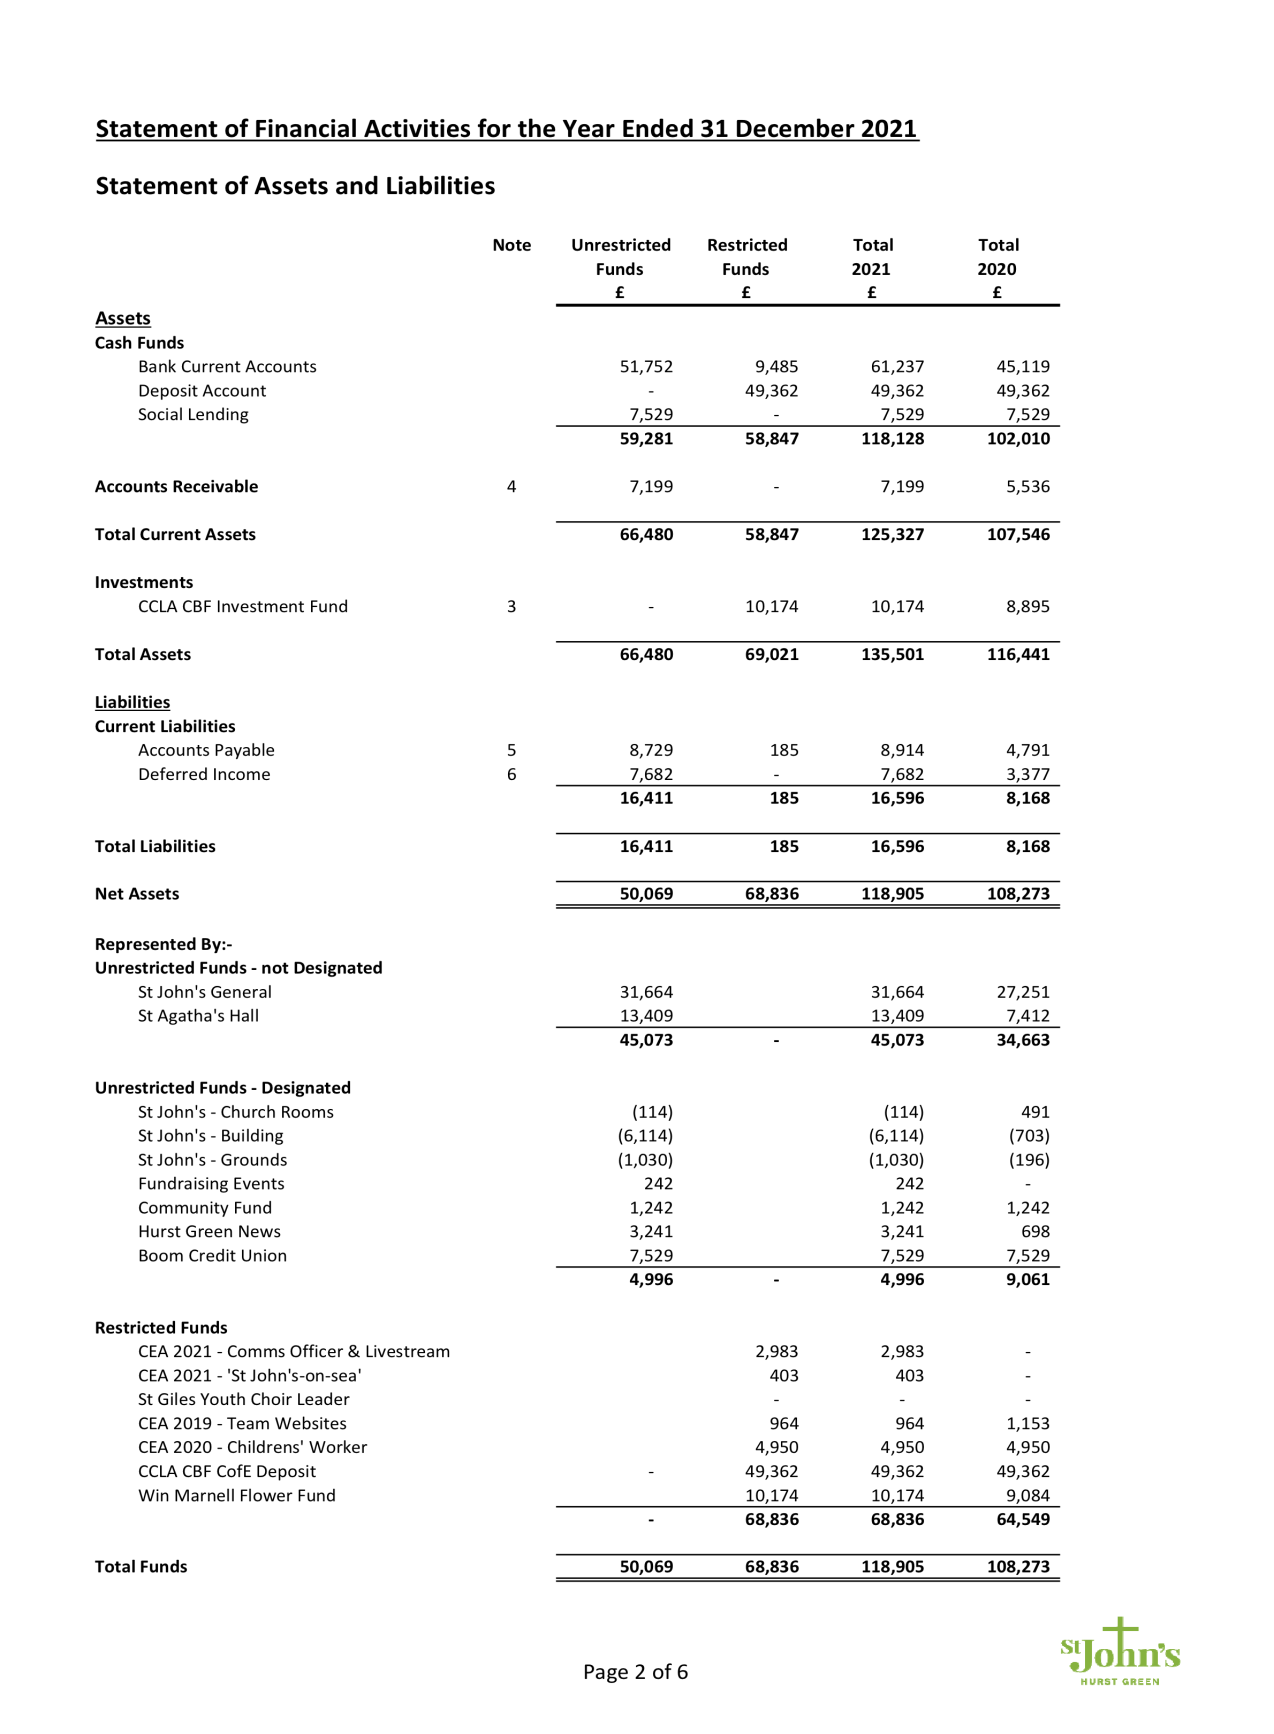 Statement of Financial Activities for the Year Ended 31 December 2021
Statement of Assets and Liabilities
Note Unrestricted Restricted Total Total
Funds Funds 2021 2020
£ £ £ £
Assets
Cash Funds
Bank Current Accounts 51,752 9,485 61,237 45,119
Deposit Account - 49,362 49,362 49,362
Social Lending 7,529 - 7,529 7,529
59,281 58,847 118,128 102,010
Accounts Receivable 4 7,199 - 7,199 5,536
Total Current Assets 66,480 58,847 125,327 107,546
Investments
CCLA CBF Investment Fund 3 - 10,174 10,174 8,895
Total Assets 66,480 69,021 135,501 116,441
Liabilities
Current Liabilities
Accounts Payable 5 8,729 185 8,914 4,791
Deferred Income 6 7,682 - 7,682 3,377
16,411 185 16,596 8,168
Total Liabilities 16,411 185 16,596 8,168
Net Assets 50,069 68,836 118,905 108,273
Represented By:-
Unrestricted Funds - not Designated
St John's General 31,664 31,664 27,251
St Agatha's Hall 13,409 13,409 7,412
45,073 - 45,073 34,663
Unrestricted Funds - Designated
St John's - Church Rooms (114) (114) 491
St John's - Building (6,114) (6,114) (703)
St John's - Grounds (1,030) (1,030) (196)
Fundraising Events 242 242 -
Community Fund 1,242 1,242 1,242
Hurst Green News 3,241 3,241 698
Boom Credit Union 7,529 7,529 7,529
4,996 - 4,996 9,061
Restricted Funds
CEA 2021 - Comms Officer & Livestream 2,983 2,983 -
CEA 2021 - 'St John's-on-sea' 403 403 -
St Giles Youth Choir Leader - - -
CEA 2019 - Team Websites 964 964 1,153
CEA 2020 - Childrens' Worker 4,950 4,950 4,950
CCLA CBF CofE Deposit - 49,362 49,362 49,362
Win Marnell Flower Fund 10,174 10,174 9,084
- 68,836 68,836 64,549
Total Funds 50,069 68,836 118,905 108,273
St John's
HURST GREEN
Page 2 of 6